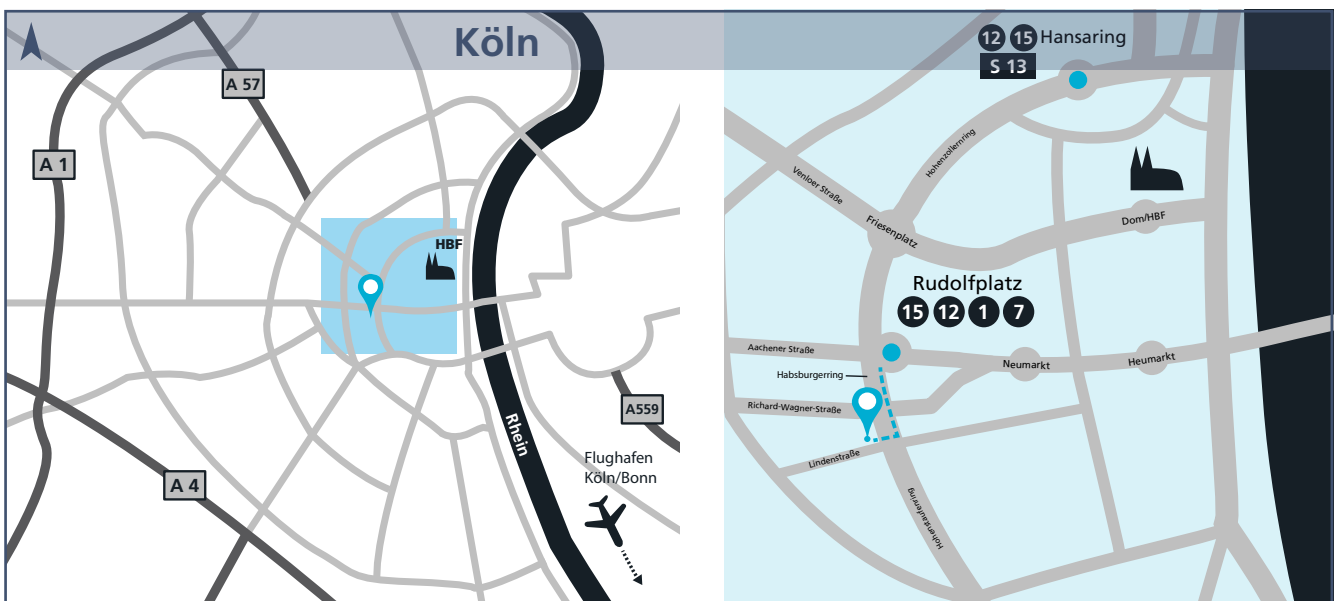 Köln
A 57
A 1
HBF
A559
Rhein
Flughafen
Köln/Bonn
A 4
12 15 Hansaring
S 13
Hohenzollernring
Venloer Straße
Friesenplatz
Dom/HBF
Rudolfplatz
15 12 1 7
Aachener Straße
Neumarkt
Heumarkt
Habsburgerring
Richard-Wagner-Straße
Lindenstraße
Hohenstaufenring